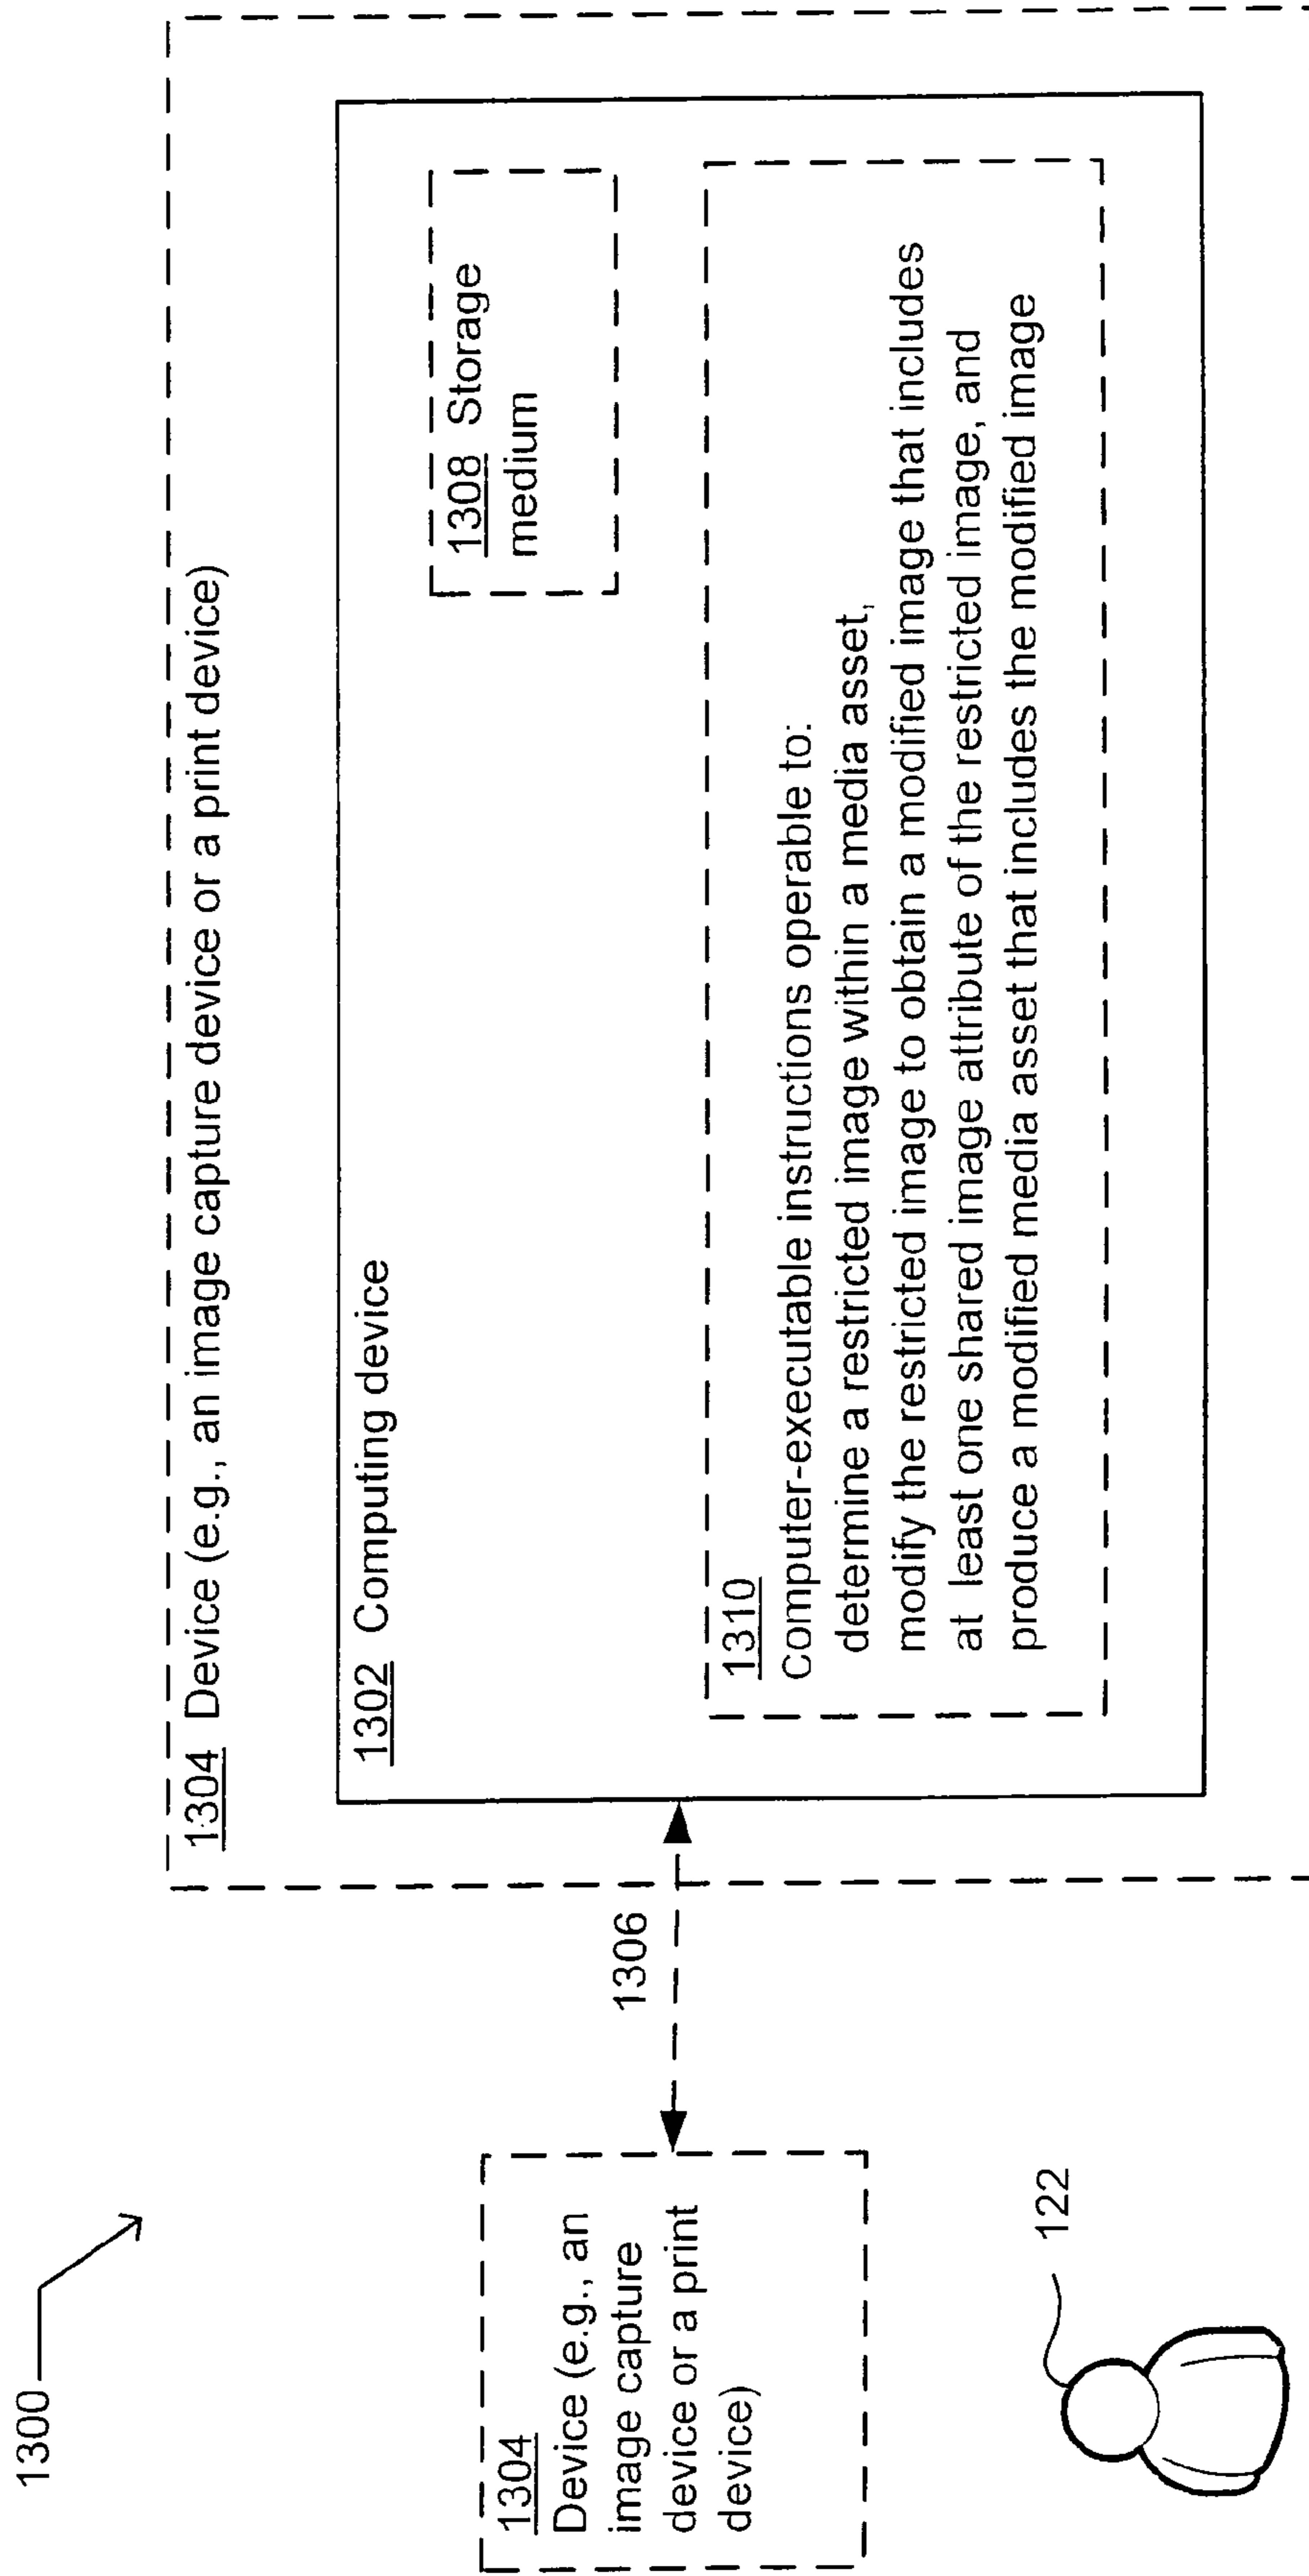 1300
1304 Device (e.g., an image capture device or a print device)
1302 Computing device
1308 Storage
medium
1310
Computer-executable instructions operable to:
determine a restricted image within a media asset,
modify the restricted image to obtain a modified image that includes
at least one shared image attribute of the restricted image, and
produce a modified media asset that includes the modified image
1306
1304
Device (e.g., an
image capture
device or a print
device)
122